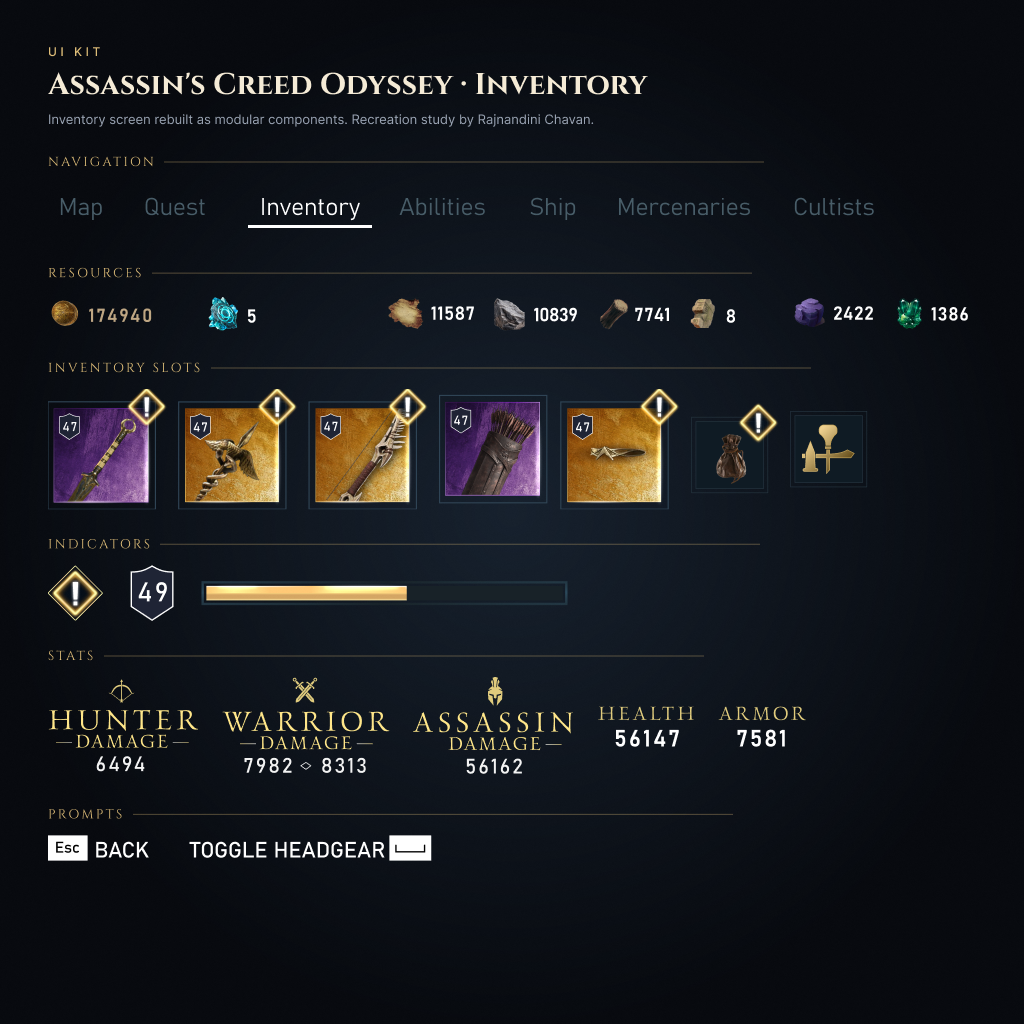 UI KIT
ASSASSIN'S CREED ODYSSEY · INVENTORY
Inventory screen rebuilt as modular components. Recreation study by Rajnandini Chavan.
NAVIGATION
Map Quest Inventory Abilities Ship Mercenaries Cultists
RESOURCES
174940 5 11587 10839 7741 8 2422 1386
INVENTORY SLOTS
! ! ! !
47 47 47 47 47 !
INDICATORS
! 49
STATS
HUNTER WARRIOR ASSASSIN HEALTH ARMOR
DAMAGE DAMAGE DAMAGE 56147 7581
6494 7982 8313 56162
PROMPTS
Esc BACK TOGGLE HEADGEAR